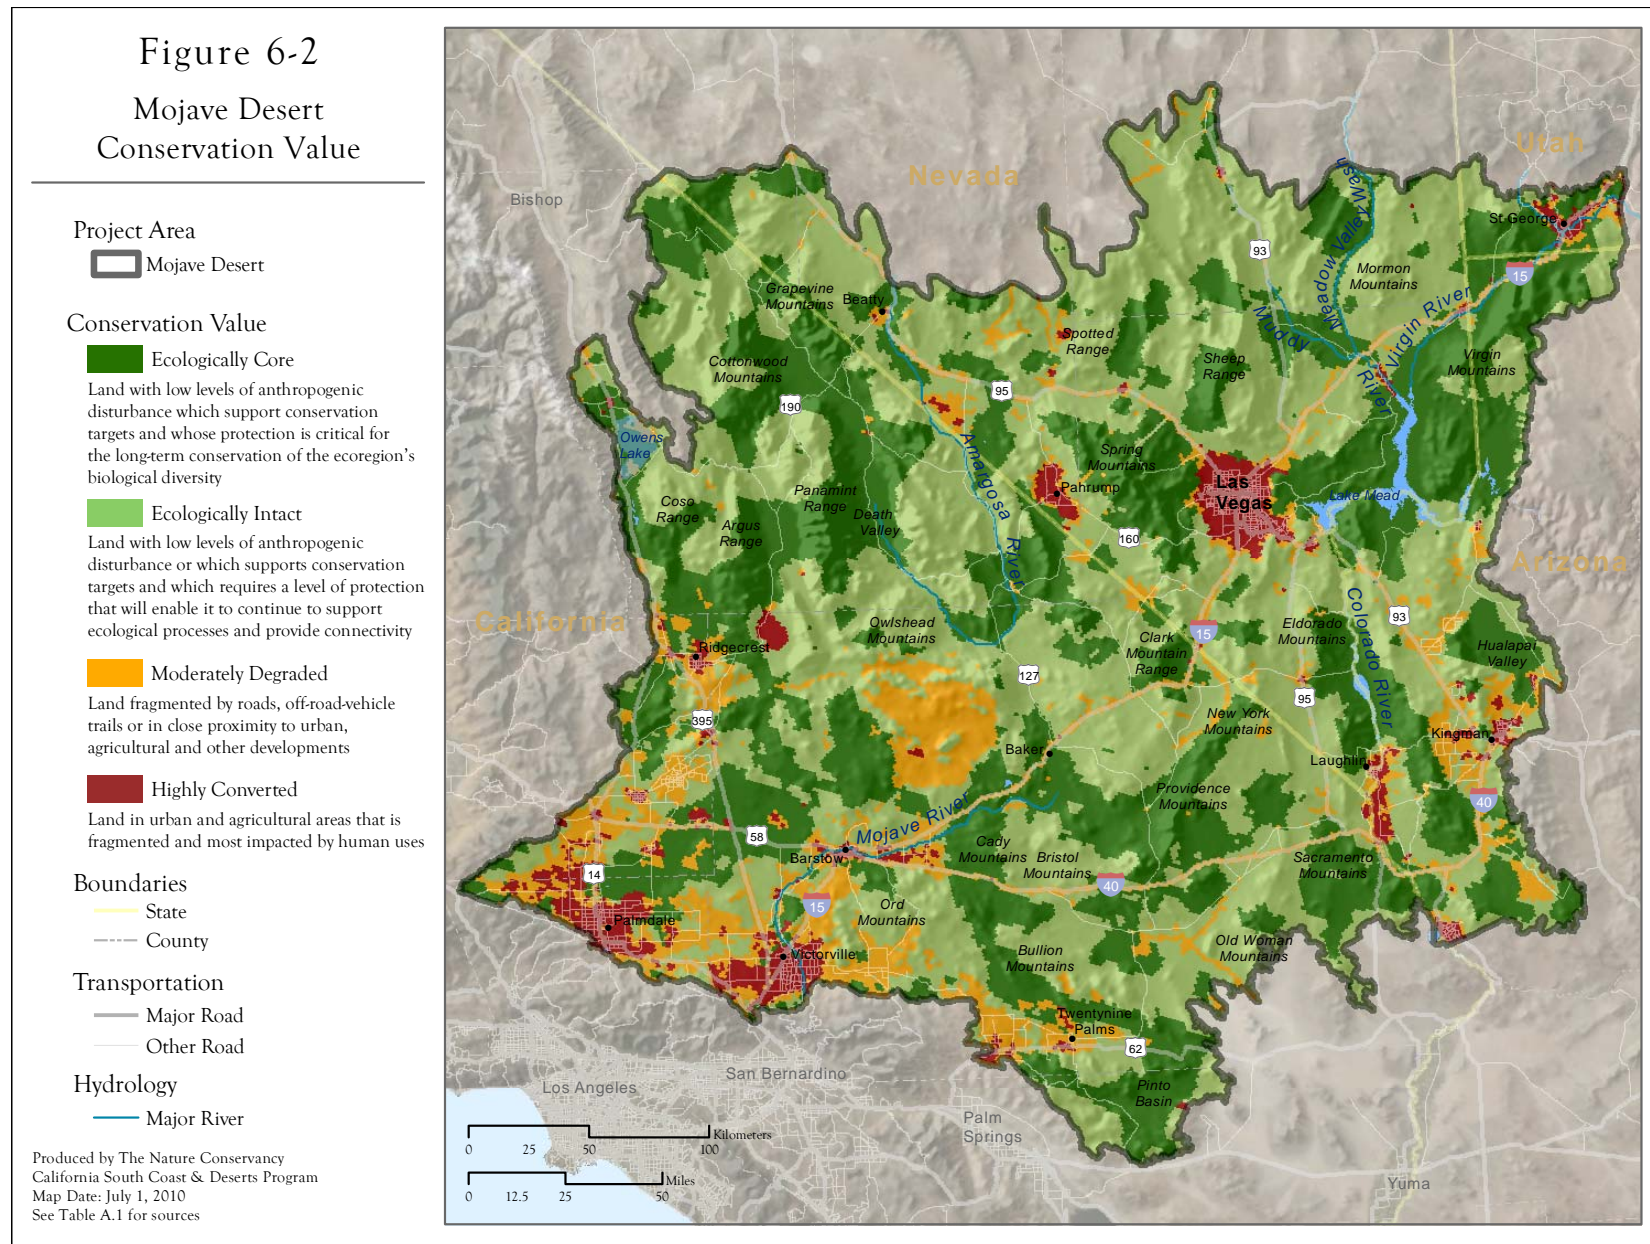 Figure 6-2
Mojave Desert
Conservation Value
Project Area
Mojave Desert
Conservation Value
Ecologically Core
Land with low levels of anthropogenic
disturbance which support conservation
targets and whose protection is critical for
the long-term conservation of the ecoregion's
biological diversity
Ecologically Intact
Land with low levels of anthropogenic
disturbance or which supports conservation
targets and which requires a level of protection
that will enable it to continue to support
ecological processes and provide connectivity
Moderately Degraded
Land fragmented by roads, off-road-vehicle
trails or in close proximity to urban,
agricultural and other developments
Highly Converted
Land in urban and agricultural areas that is
fragmented and most impacted by human uses
Boundaries
State
County
Transportation
Major Road
Other Road
Hydrology
Major River
Produced by The Nature Conservancy
California South Coast & Deserts Program
Map Date: July 1, 2010
See Table A.1 for sources
Utah
Nevada
Bishop
St George
Meadow Valley Wash
93
15
Mormon
Mountains
Grapevine
Mountains
Beatty
Virgin River
Muddy
River
Spotted
Range
Sheep
Range
Virgin
Mountains
Cottonwood
Mountains
95
190
Owens
Lake
Amargosa
River
Spring
Mountains
Las
Vegas
Pahrump
Lake Mead
Coso
Range
Panamint
Range
Argus
Range
Death
Valley
160
Arizona
California
Colorado River
Owlshead
Mountains
Clark
Mountain
Range
15
Eldorado
Mountains
93
Hualapai
Valley
Ridgecrest
127
95
395
New York
Mountains
Baker
Kingman
Laughlin
Providence
Mountains
40
Mojave River
58
Barstow
Cady
Mountains
Bristol
Mountains
Sacramento
Mountains
14
40
15
Ord
Mountains
Palmdale
Victorville
Bullion
Mountains
Old Woman
Mountains
Twentynine
Palms
62
Pinto
Basin
San Bernardino
Los Angeles
Palm
Springs
Yuma
Kilometers
0 25 50 100
Miles
0 12.5 25 50